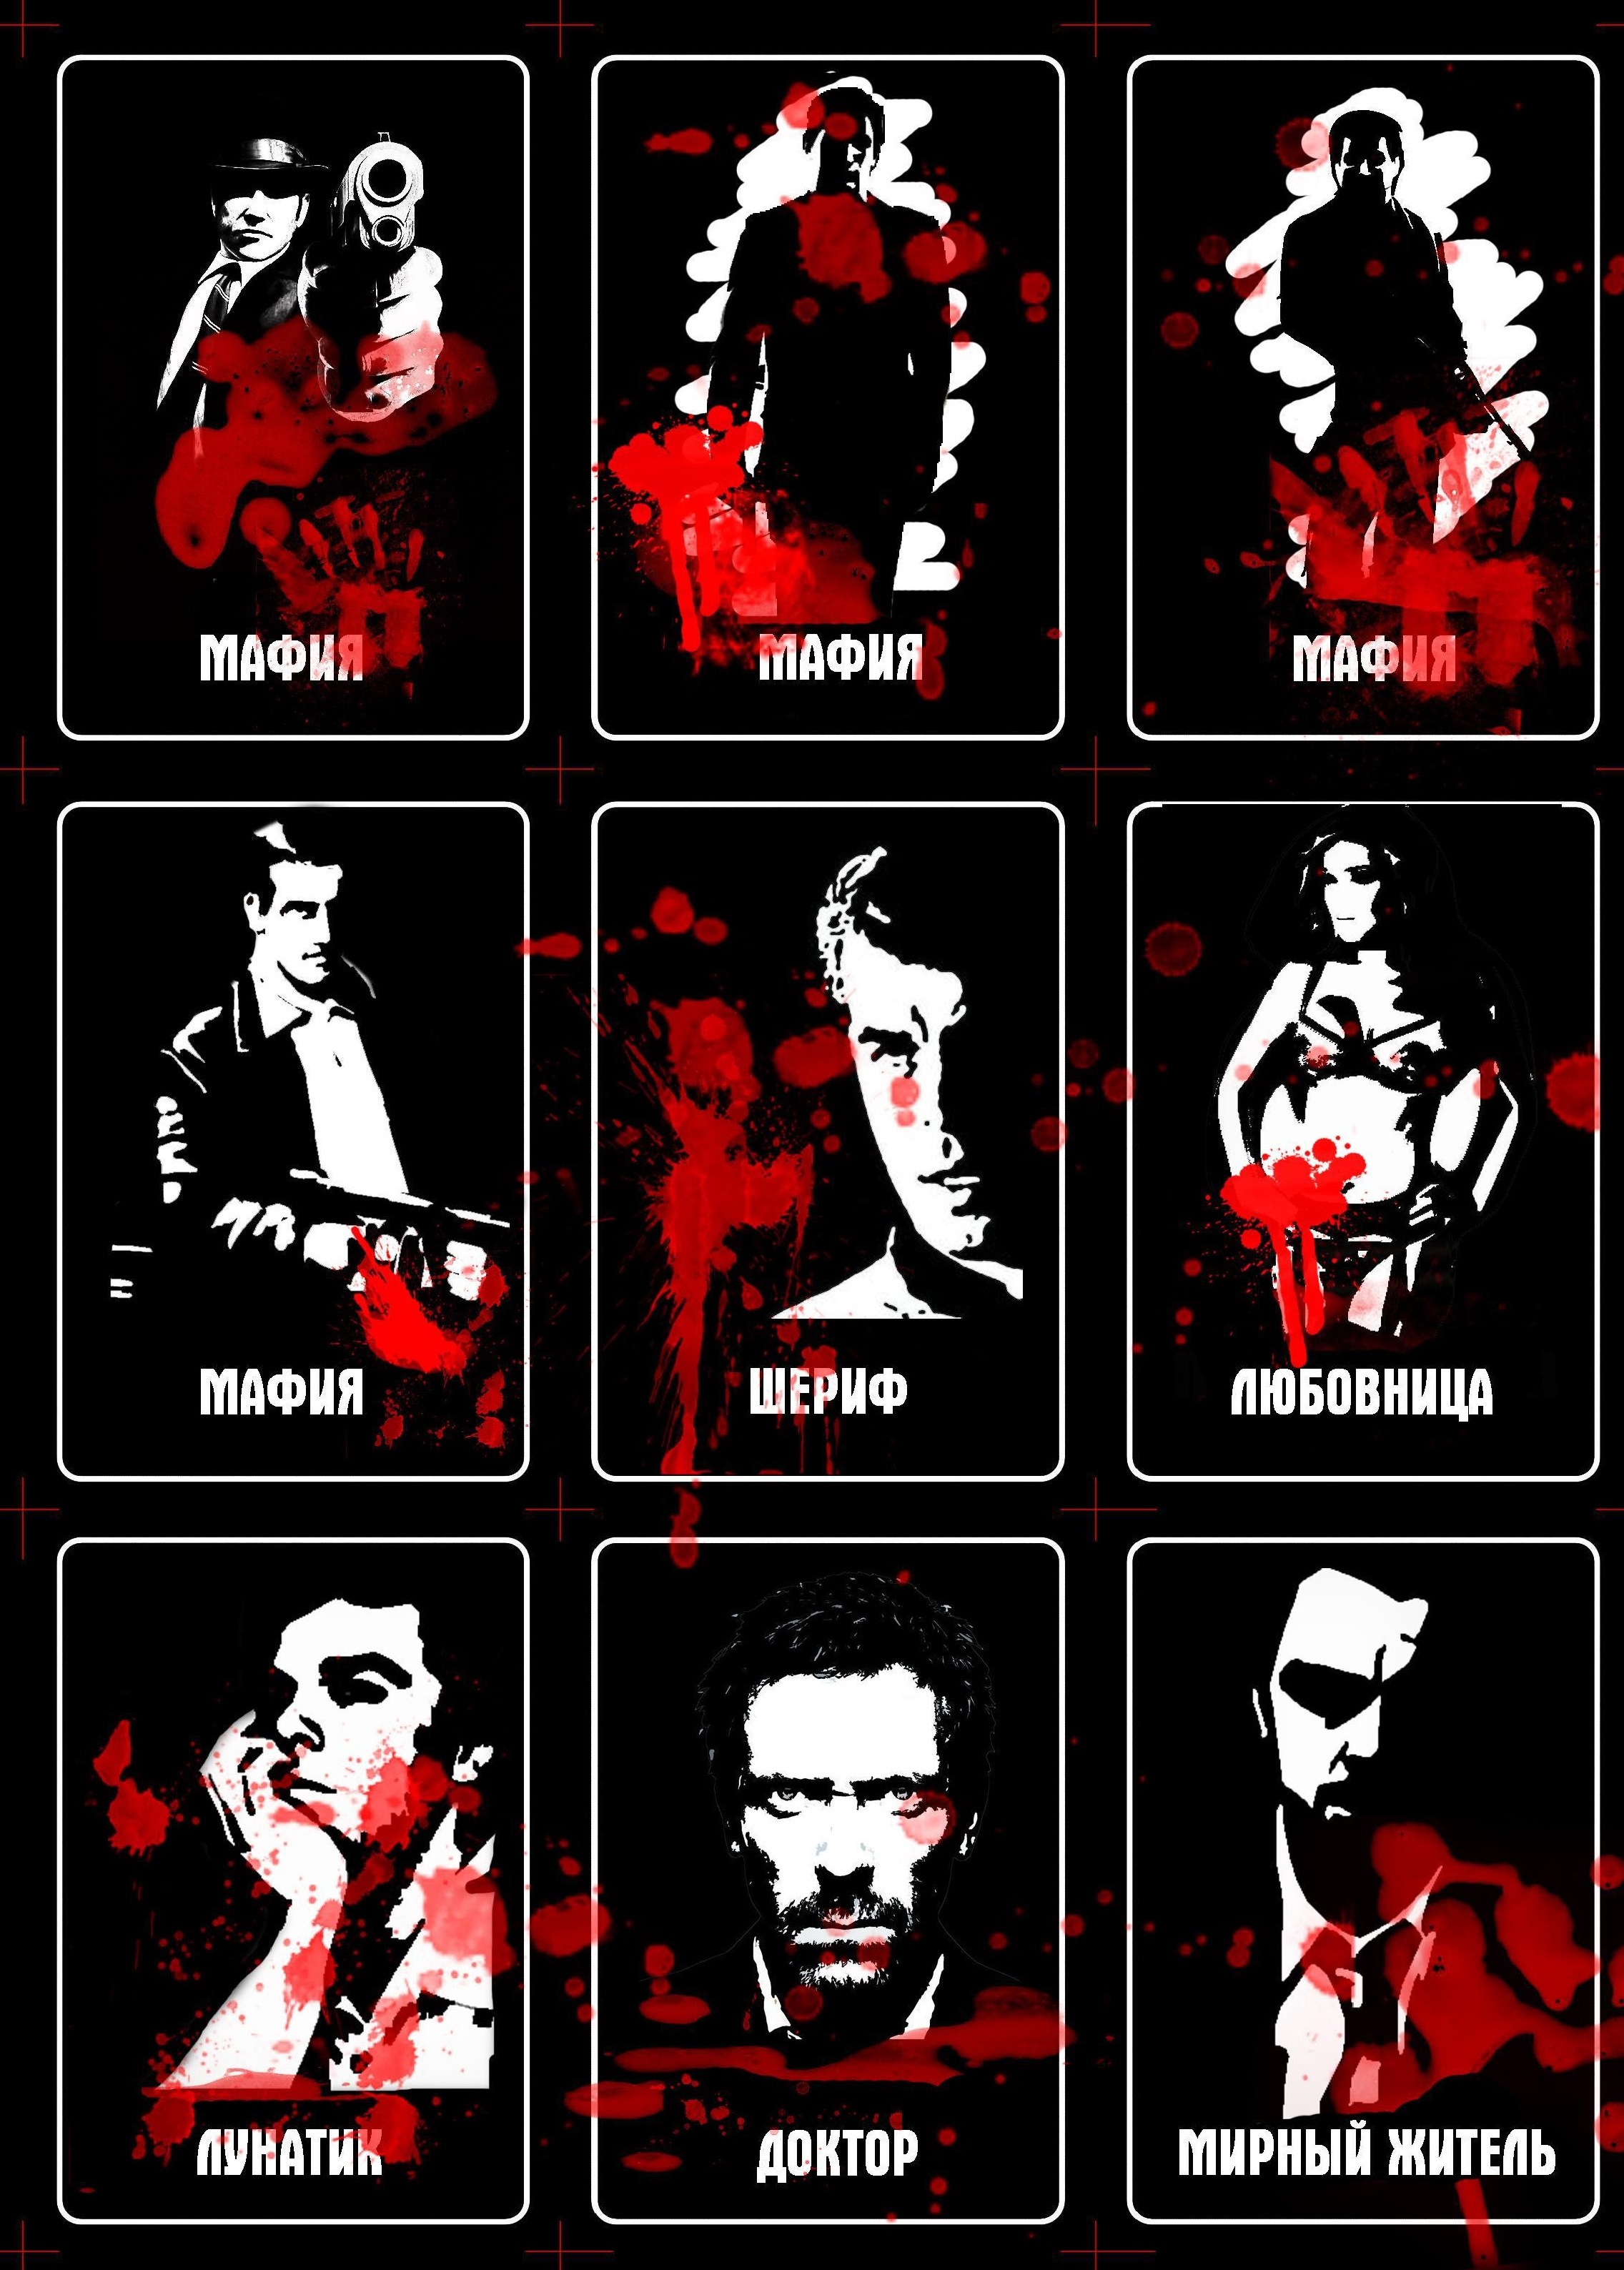 МАФИЯ
МАФИЯ
МАФИЯ
МАФИЯ
ШЕРИФ
ЛЮБОВНИЦА
ЛУНАТИК
ДОКТОР
МИРНЫЙ ЖИТЕЛЬ